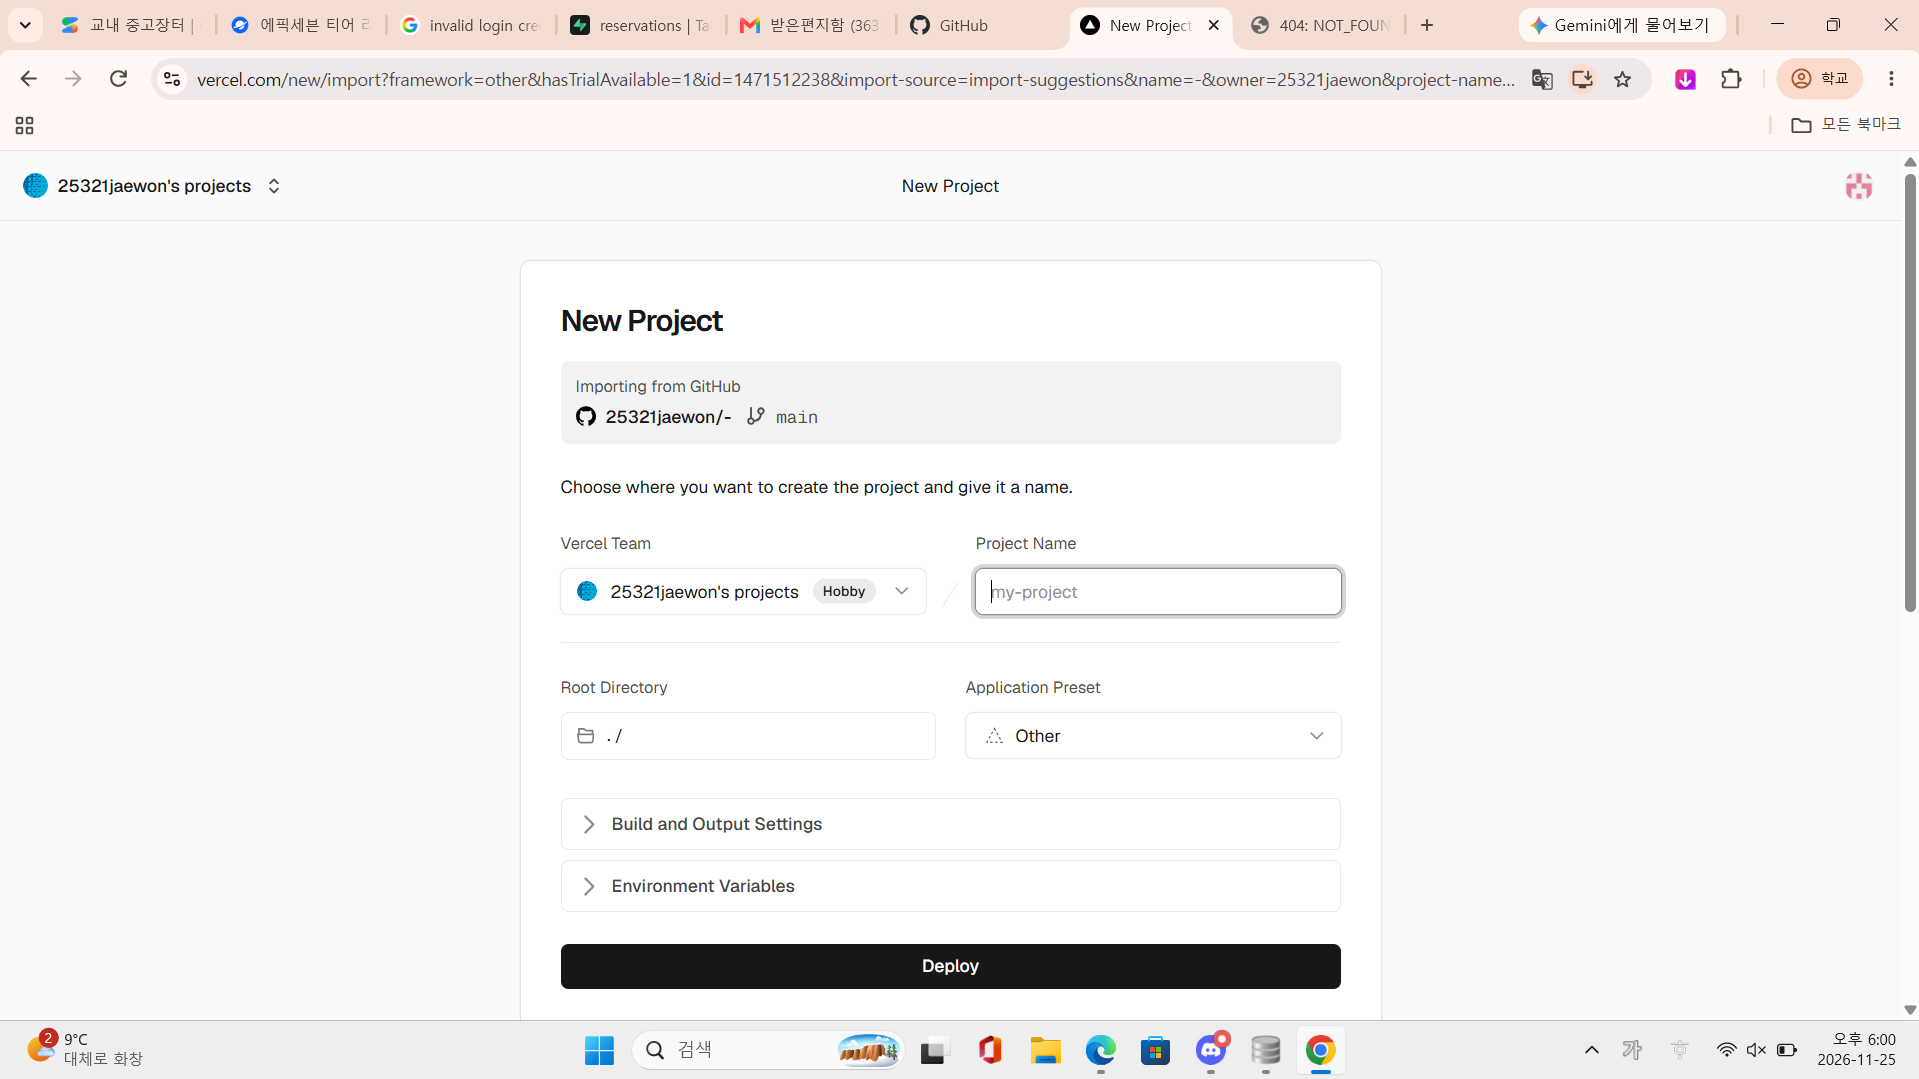 교내 중고장터 |
에픽세븐 티어 리
invalid login cre
reservations | Ta
받은편지함 (363
GitHub
New Project
404: NOT_FOUN
Gemini에게 물어보기
vercel.com/new/import?framework=other&hasTrialAvailable=1&id=1471512238&import-source=import-suggestions&name=-&owner=25321jaewon&project-name...
학교
모든 북마크
25321jaewon's projects
New Project
New Project
Importing from GitHub
25321jaewon/- main
Choose where you want to create the project and give it a name.
Vercel Team
Project Name
25321jaewon's projects Hobby
/
my-project
Root Directory
Application Preset
./
Other
Build and Output Settings
Environment Variables
Deploy
2
9°C
대체로 화창
검색
가
오후 6:00
2026-11-25